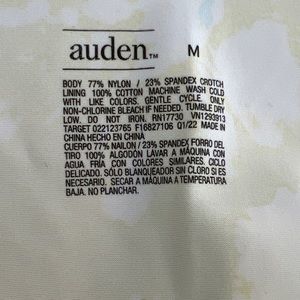 auden™ M
BODY 77% NYLON / 23% SPANDEX CROTCH
LINING 100% COTTON MACHINE WASH COLD
WITH LIKE COLORS. GENTLE CYCLE. ONLY
NON-CHLORINE BLEACH IF NEEDED. TUMBLE DRY
LOW. DO NOT IRON. RN17730 VN1293913
TARGET 022123765 F16827106 Q1/22 MADE IN
CHINA HECHO EN CHINA
CUERPO 77% NAILON / 23% SPANDEX FORRO DEL
TIRO 100% ALGODÓN LAVAR A MÁQUINA CON
AGUA FRÍA CON COLORES SIMILARES. CICLO
DELICADO. SÓLO BLANQUEADOR SIN CLORO SI ES
NECESARIO. SECAR A MÁQUINA A TEMPERATURA
BAJA. NO PLANCHAR.